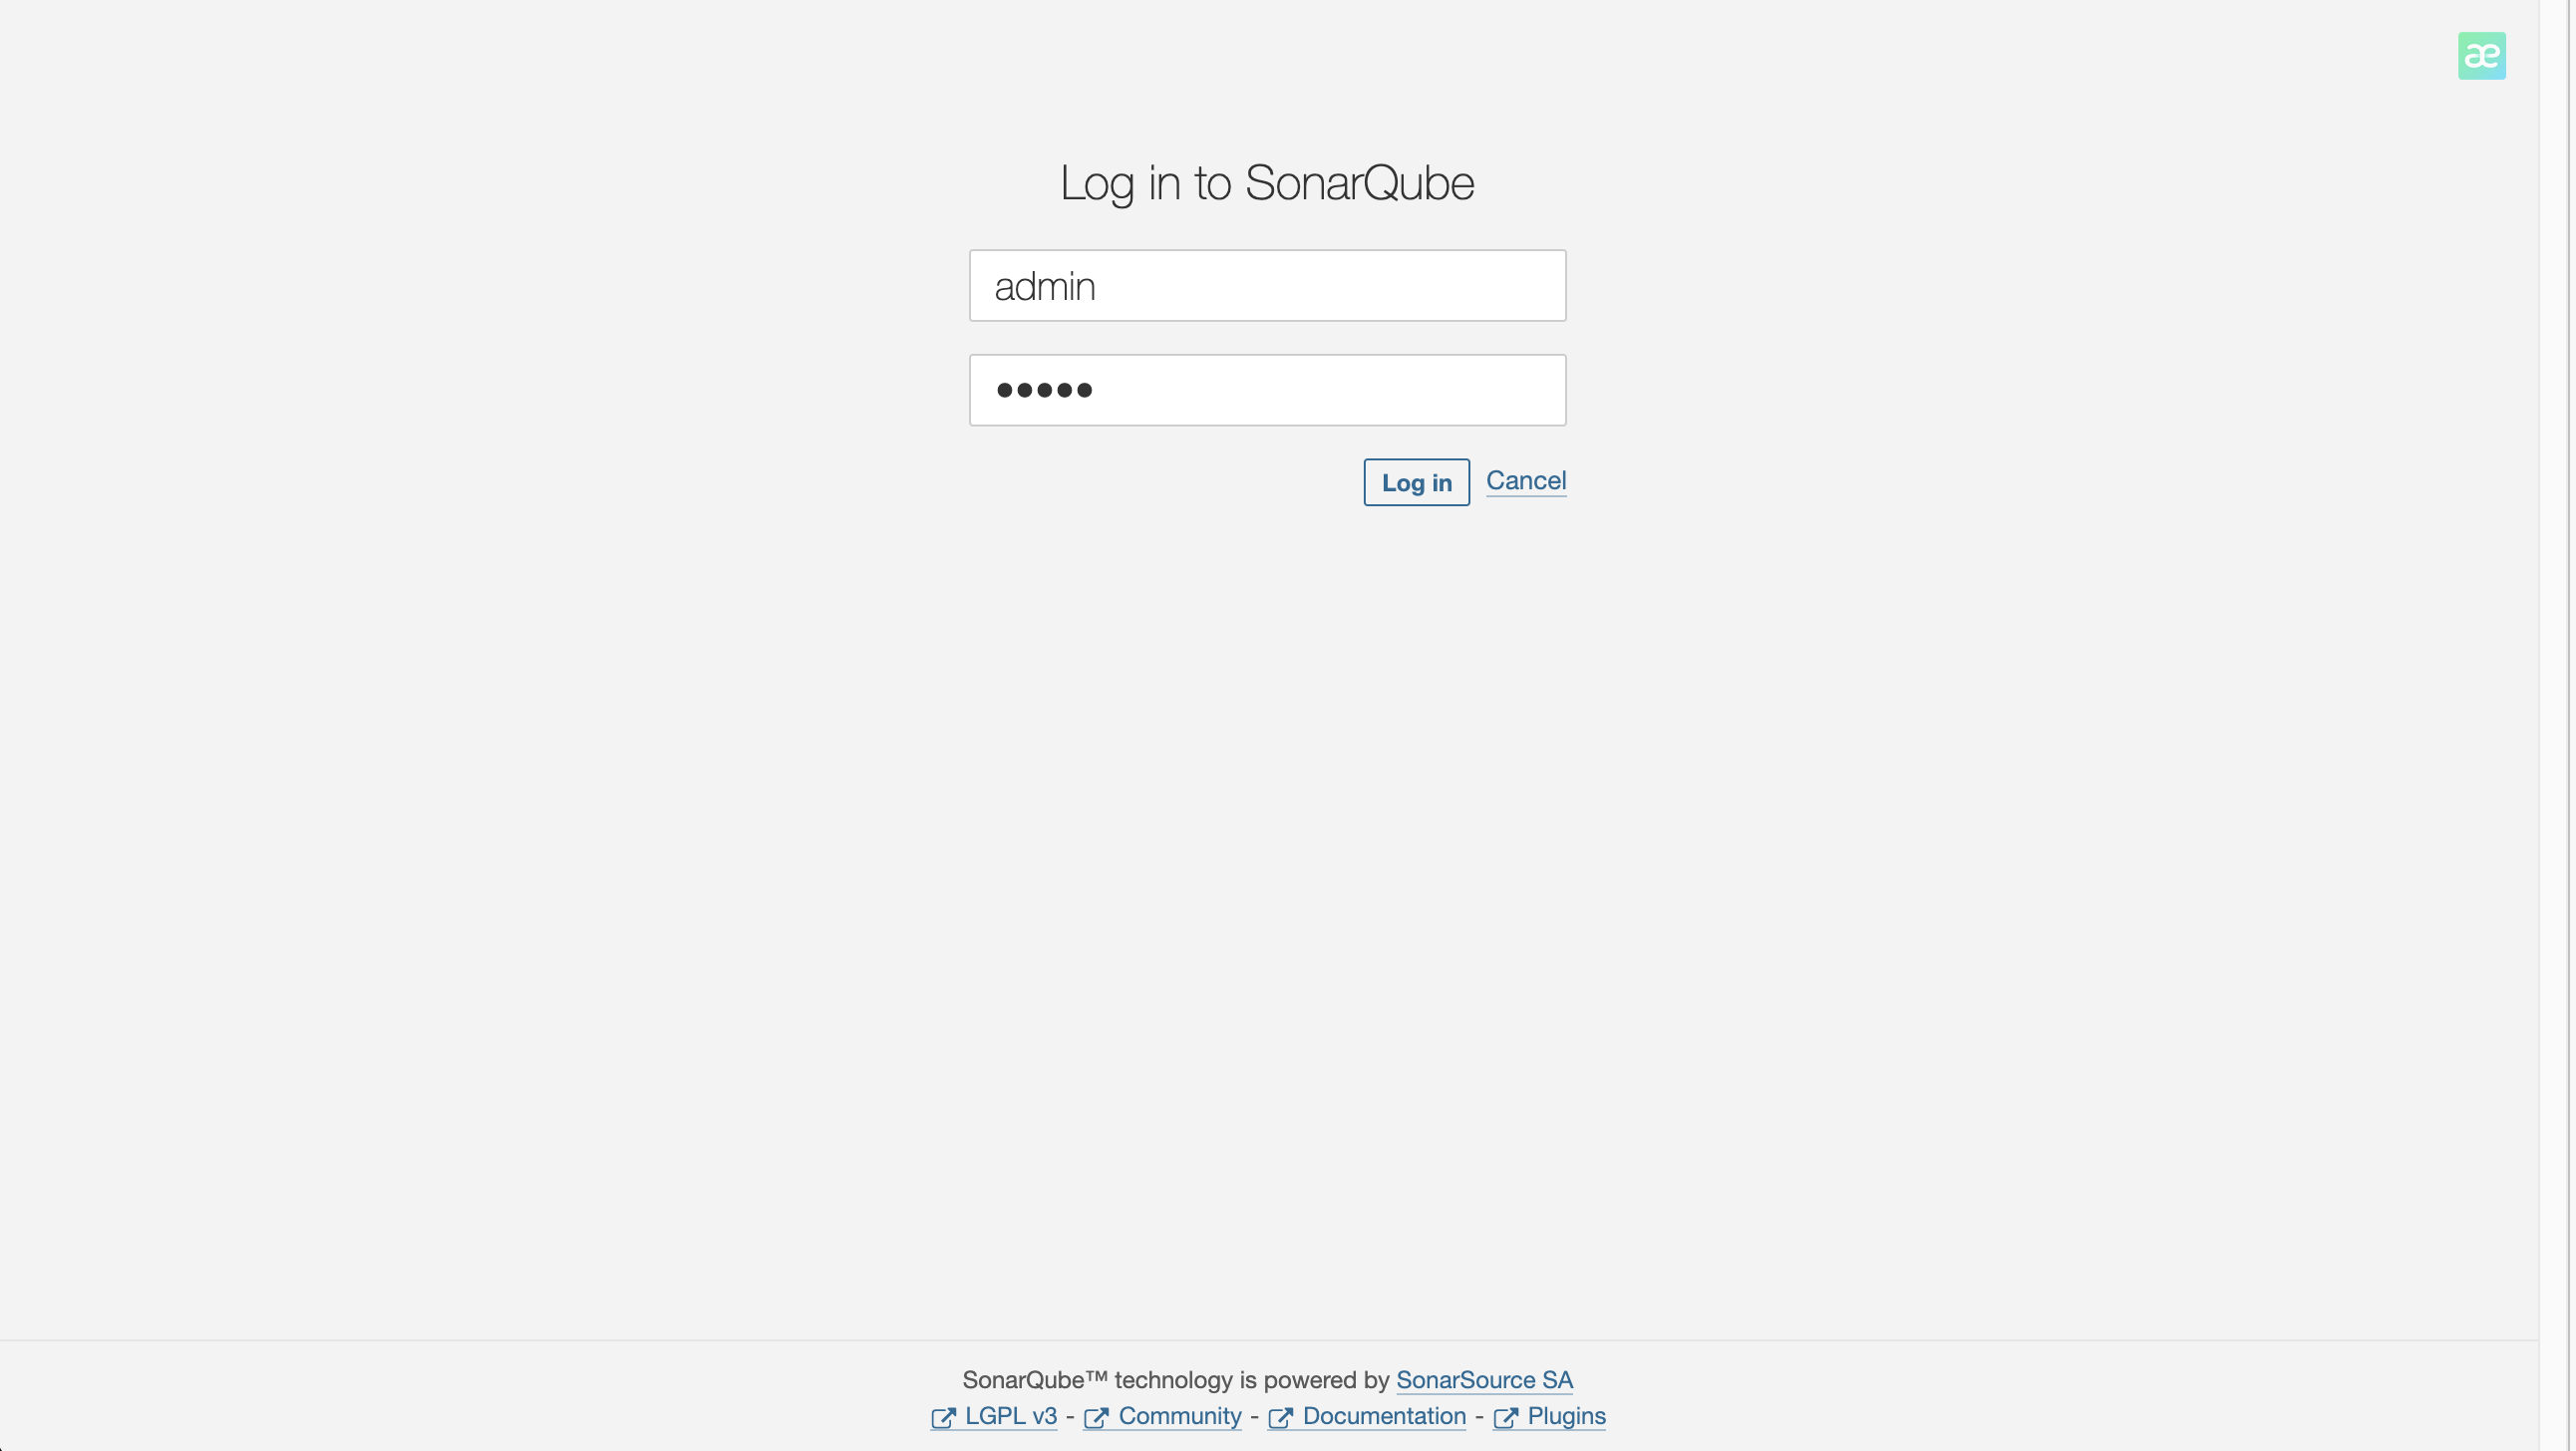 æ
Log in to SonarQube
admin
•••••
Log in Cancel
SonarQube™ technology is powered by SonarSource SA
LGPL v3 - Community - Documentation - Plugins